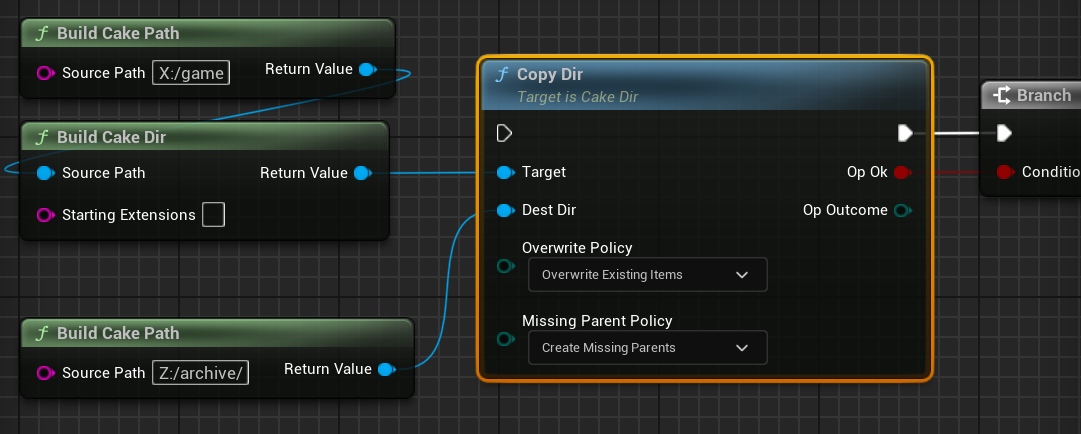 Build Cake Path
Source Path X:/game Return Value
Build Cake Dir
Source Path Return Value
Starting Extensions
Build Cake Path
Source Path Z:/archive/ Return Value
Copy Dir
Target is Cake Dir
Target Op Ok
Dest Dir Op Outcome
Overwrite Policy
Overwrite Existing Items
Missing Parent Policy
Create Missing Parents
Branch
Conditio